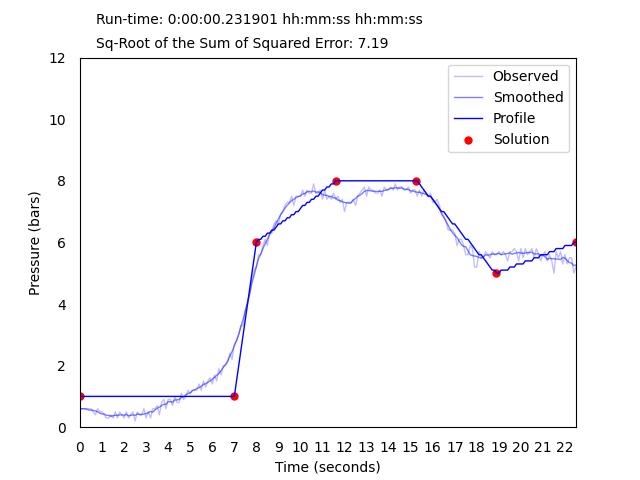 Run-time: 0:00:00.231901 hh:mm:ss hh:mm:ss
Sq-Root of the Sum of Squared Error: 7.19
12
10
8
6
4
2
0
Pressure (bars)
Observed
Smoothed
Profile
Solution
0 1 2 3 4 5 6 7 8 9 10 11 12 13 14 15 16 17 18 19 20 21 22
Time (seconds)